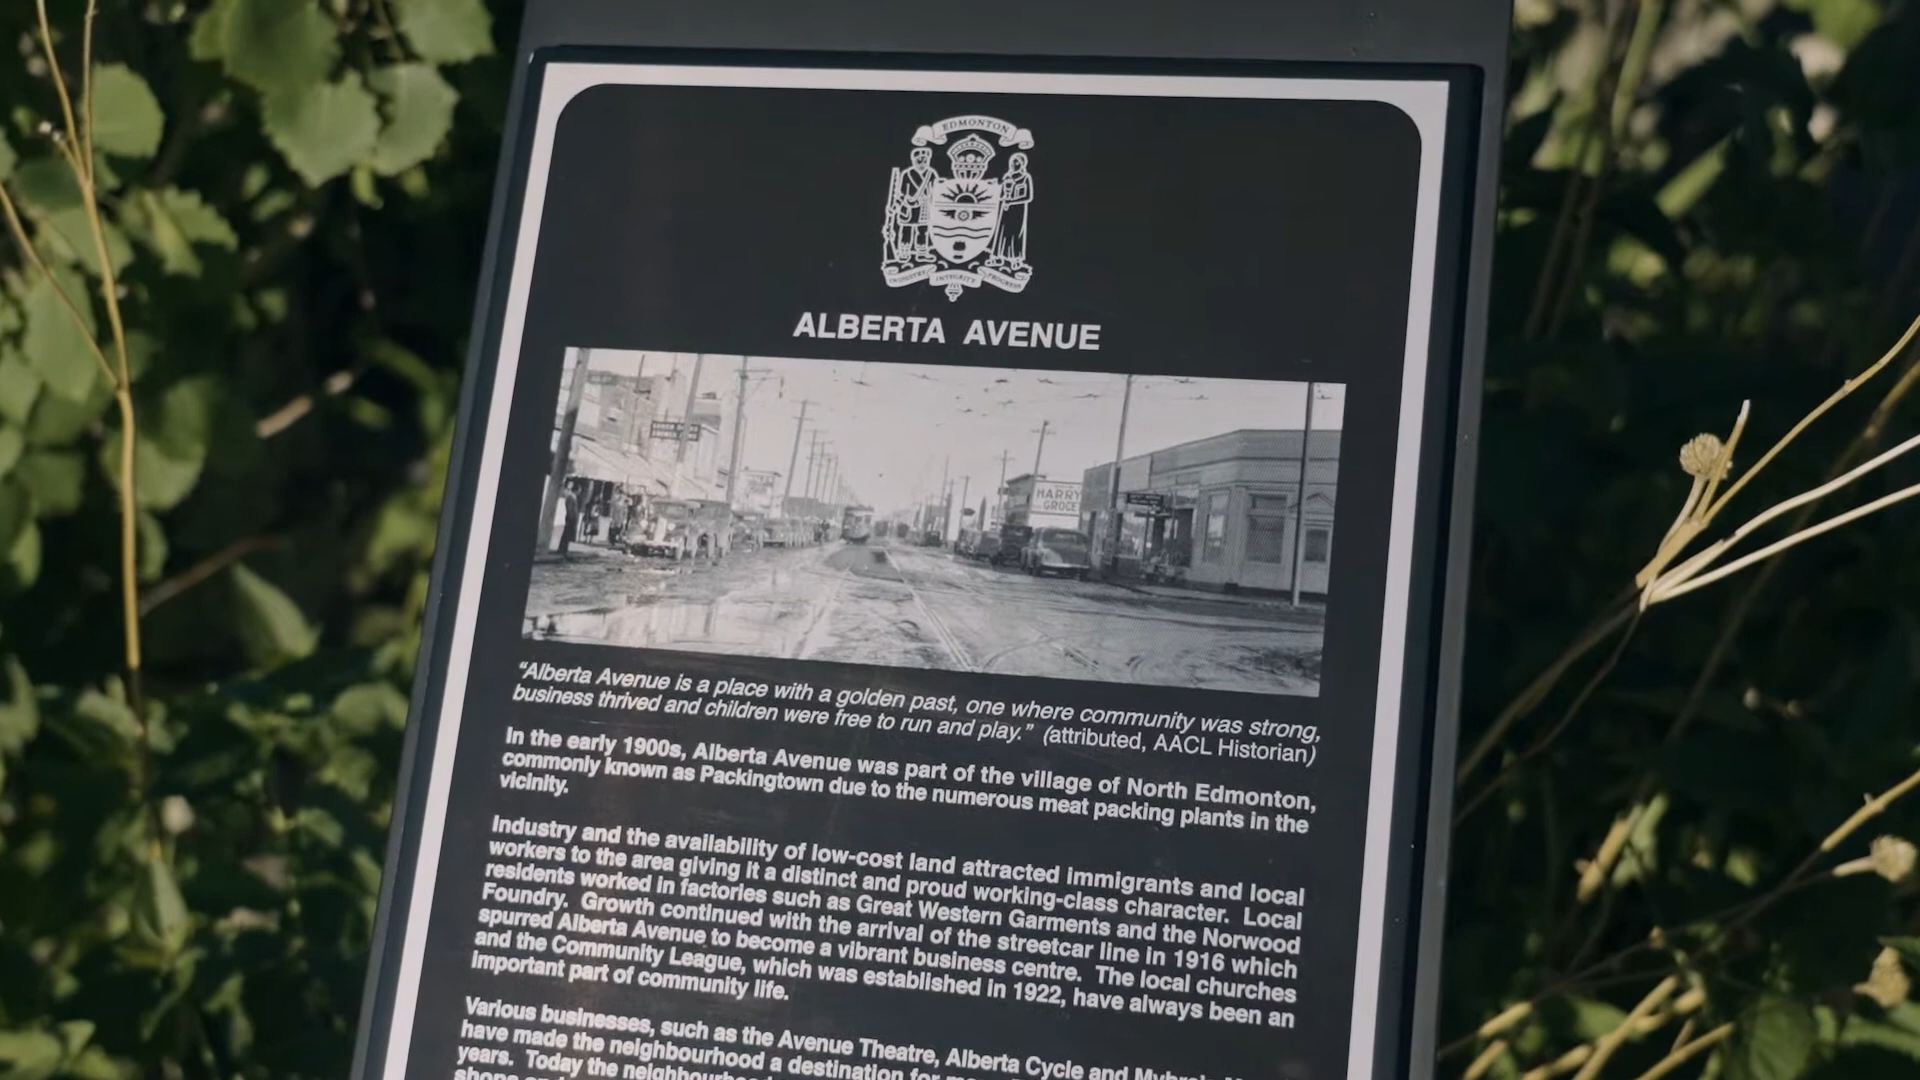 EDMONTON
INDUSTRY INTEGRITY PROGRESS
ALBERTA AVENUE
HARRY
GROCE
“Alberta Avenue is a place with a golden past, one where community was strong,
business thrived and children were free to run and play.” (attributed, AACL Historian)
In the early 1900s, Alberta Avenue was part of the village of North Edmonton,
commonly known as Packingtown due to the numerous meat packing plants in the
vicinity.
Industry and the availability of low-cost land attracted immigrants and local
workers to the area giving it a distinct and proud working-class character. Local
residents worked in factories such as Great Western Garments and the Norwood
Foundry. Growth continued with the arrival of the streetcar line in 1916 which
spurred Alberta Avenue to become a vibrant business centre. The local churches
and the Community League, which was established in 1922, have always been an
important part of community life.
Various businesses, such as the Avenue Theatre, Alberta Cycle and
have made the neighbourhood a destination for
years. Today the